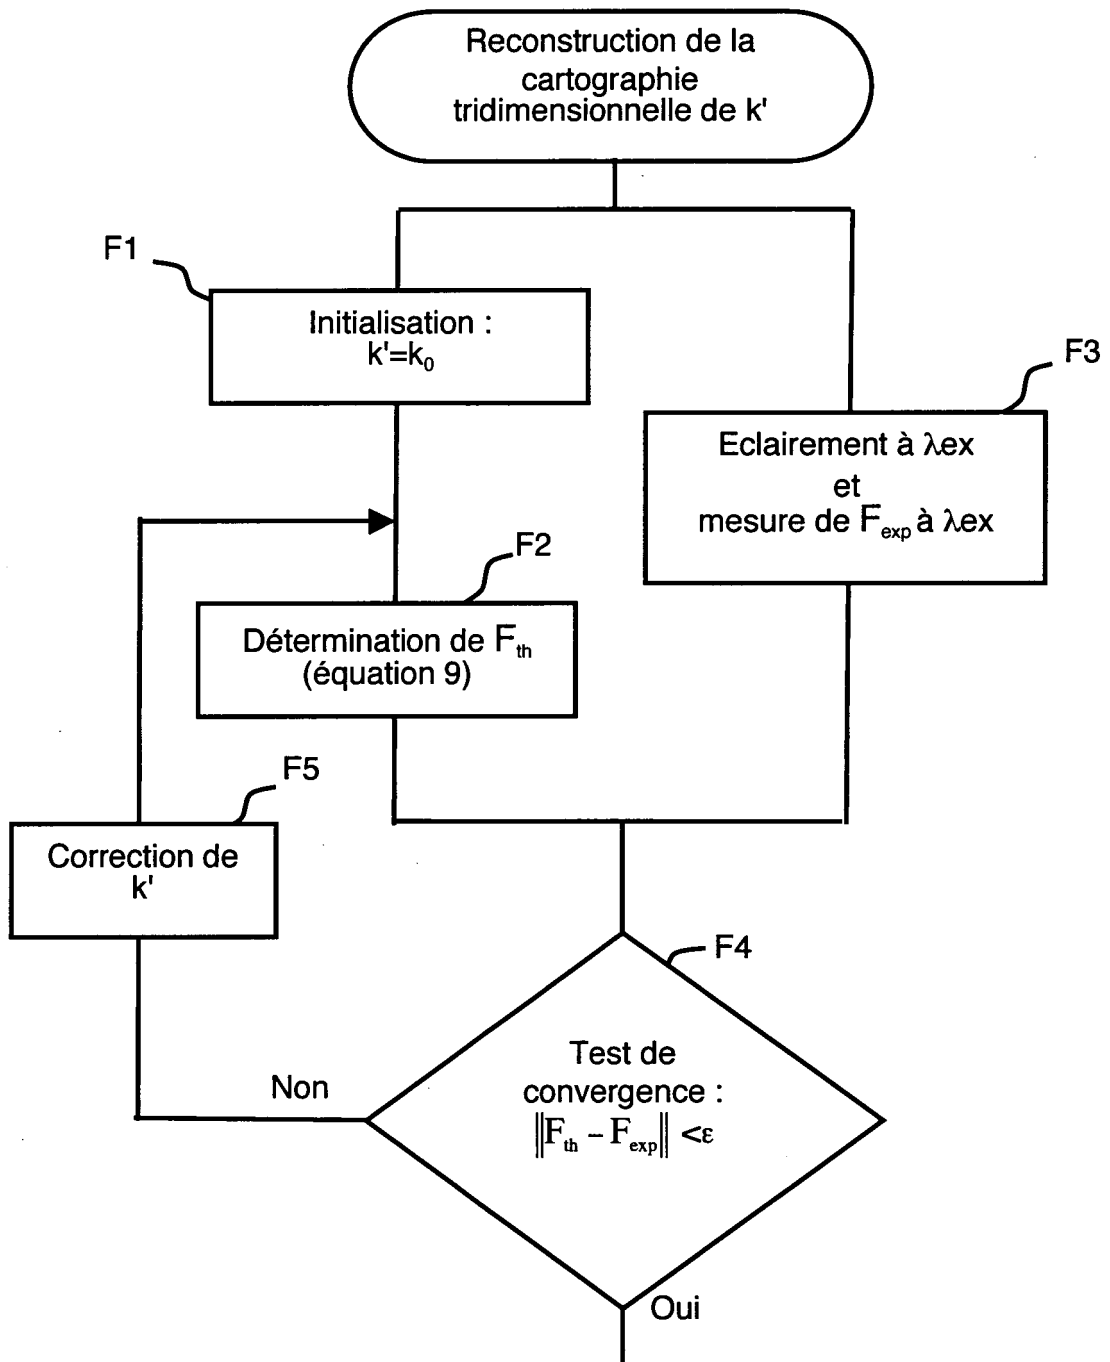 Reconstruction de la
cartographie
tridimensionnelle de k'
F1
Initialisation :
k'=k₀
F3
Eclairement à λex
et
mesure de Fₑₓₚ à λex
F2
Détermination de Fₜₕ
(équation 9)
F5
Correction de
k'
F4
Test de
convergence :
‖Fₜₕ – Fₑₓₚ‖ <ε
Non
Oui